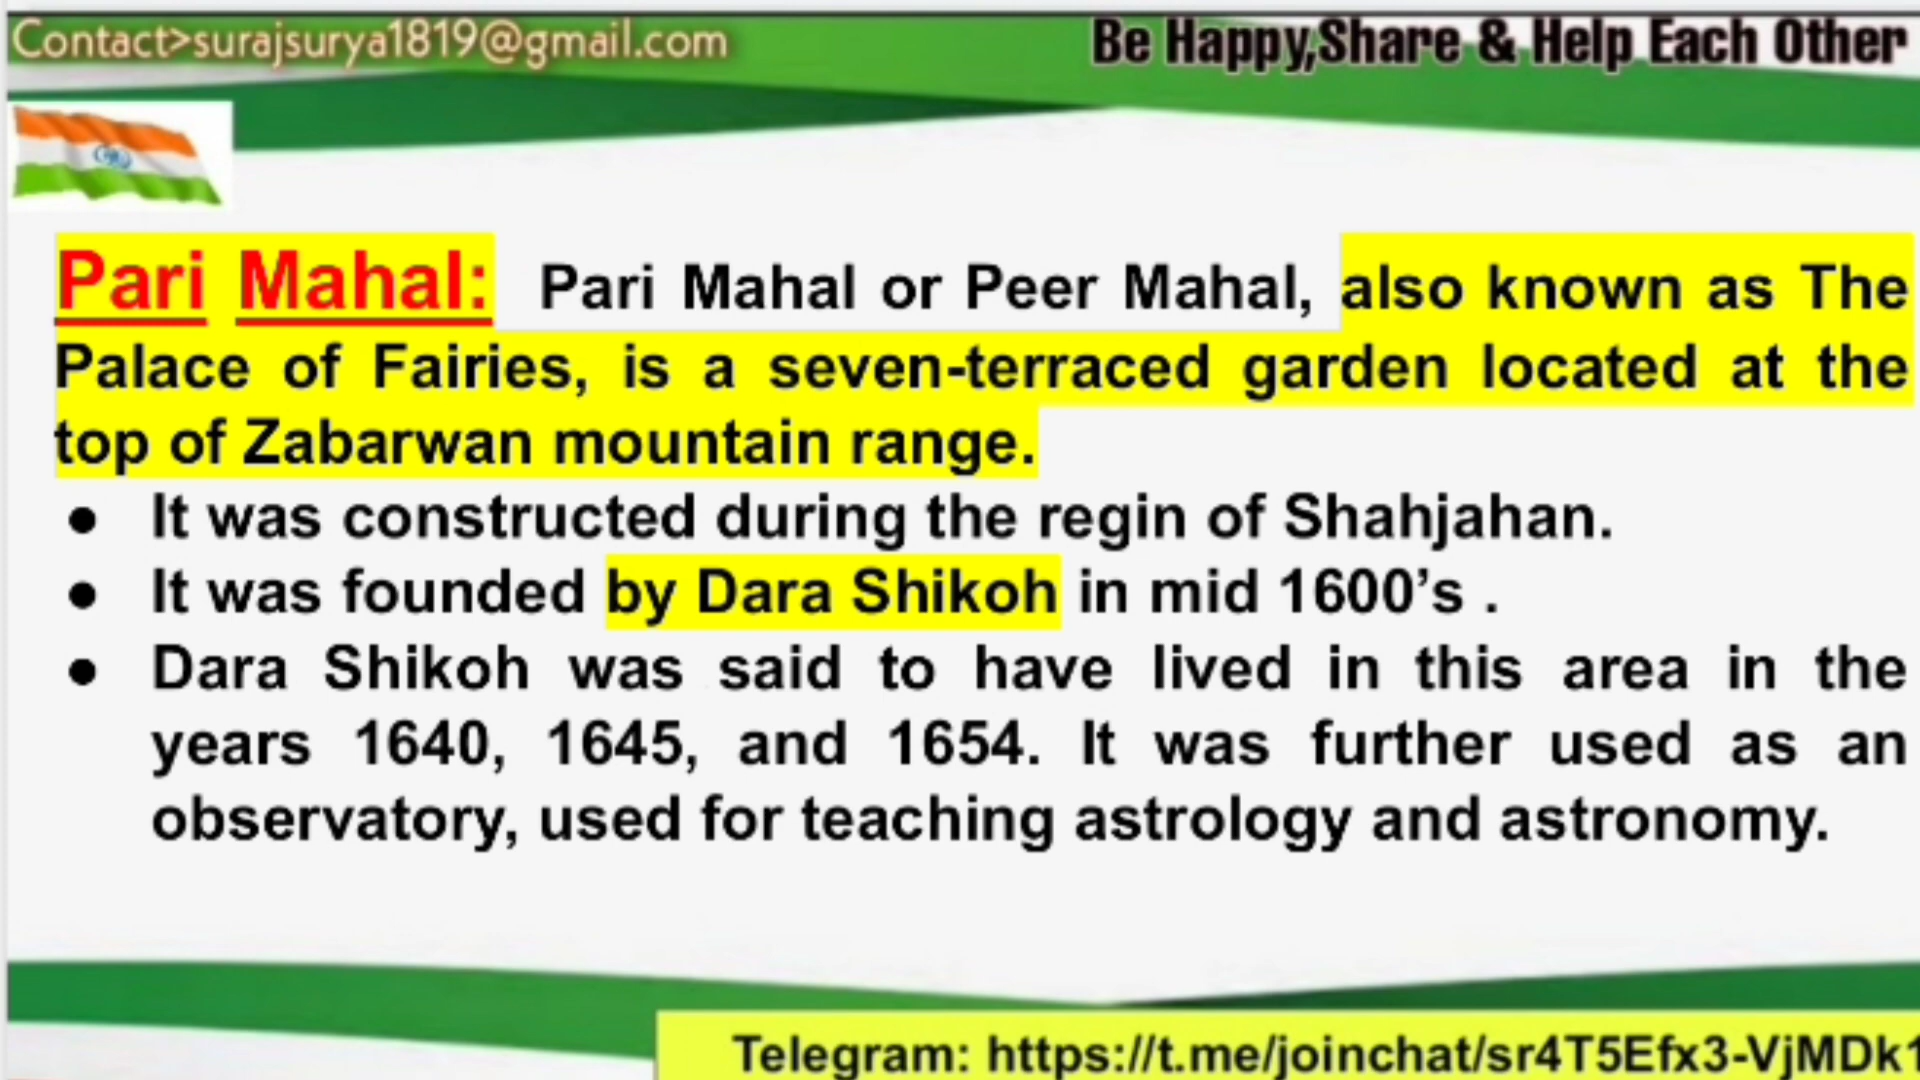 Contact>surajsurya1819@gmail.com
Be Happy,Share & Help Each Other
Pari Mahal: Pari Mahal or Peer Mahal, also known as The
Palace of Fairies, is a seven-terraced garden located at the
top of Zabarwan mountain range.
● It was constructed during the regin of Shahjahan.
● It was founded by Dara Shikoh in mid 1600’s .
● Dara Shikoh was said to have lived in this area in the
years 1640, 1645, and 1654. It was further used as an
observatory, used for teaching astrology and astronomy.
Telegram: https://t.me/joinchat/sr4T5Efx3-VjMDk1